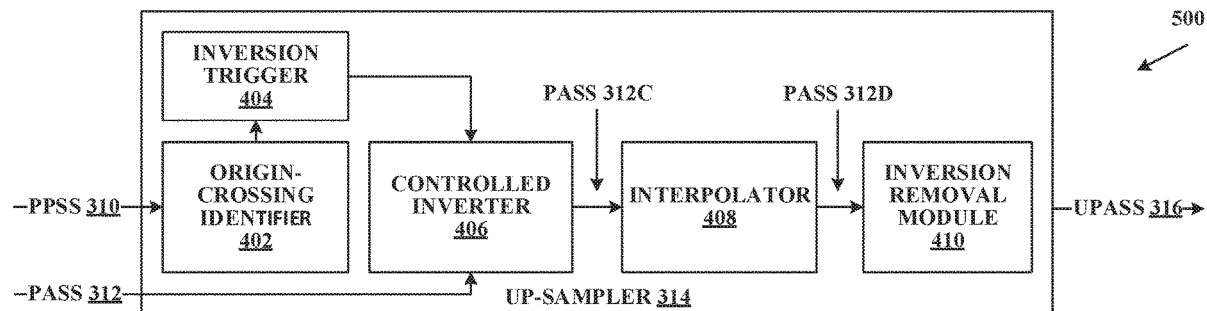 500
INVERSION
TRIGGER
404
PASS 312C
PASS 312D
ORIGIN-
CROSSING
IDENTIFIER
402
CONTROLLED
INVERTER
406
INTERPOLATOR
408
INVERSION
REMOVAL
MODULE
410
PPSS 310
UPASS 316
PASS 312
UP-SAMPLER 314